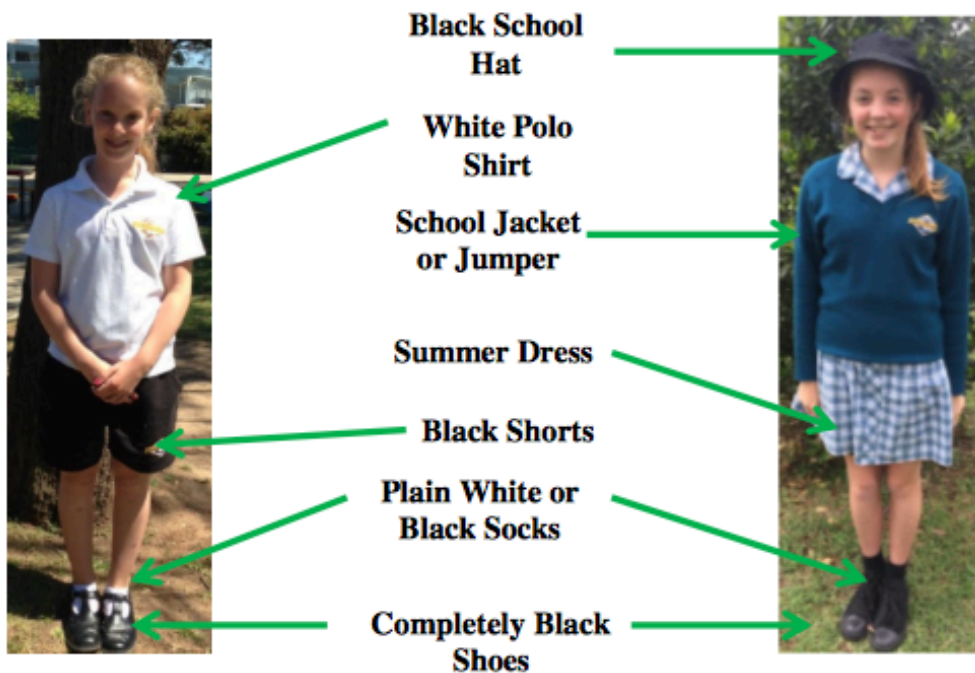 Black School
Hat
White Polo
Shirt
School Jacket
or Jumper
Summer Dress
Black Shorts
Plain White or
Black Socks
Completely Black
Shoes